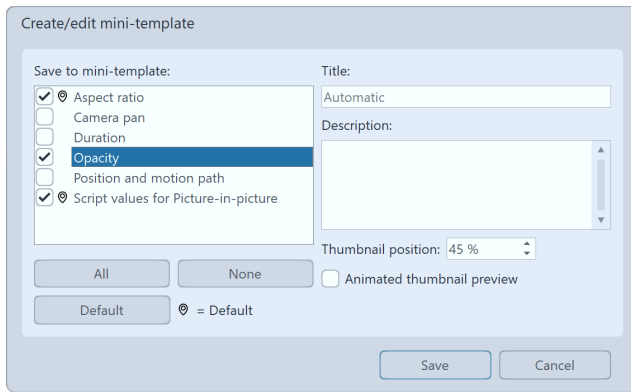 Create/edit mini-template
Save to mini-template:
Aspect ratio
Camera pan
Duration
Opacity
Position and motion path
Script values for Picture-in-picture
All
None
Default
= Default
Title:
Automatic
Description:
Thumbnail position: 45 %
Animated thumbnail preview
Save
Cancel